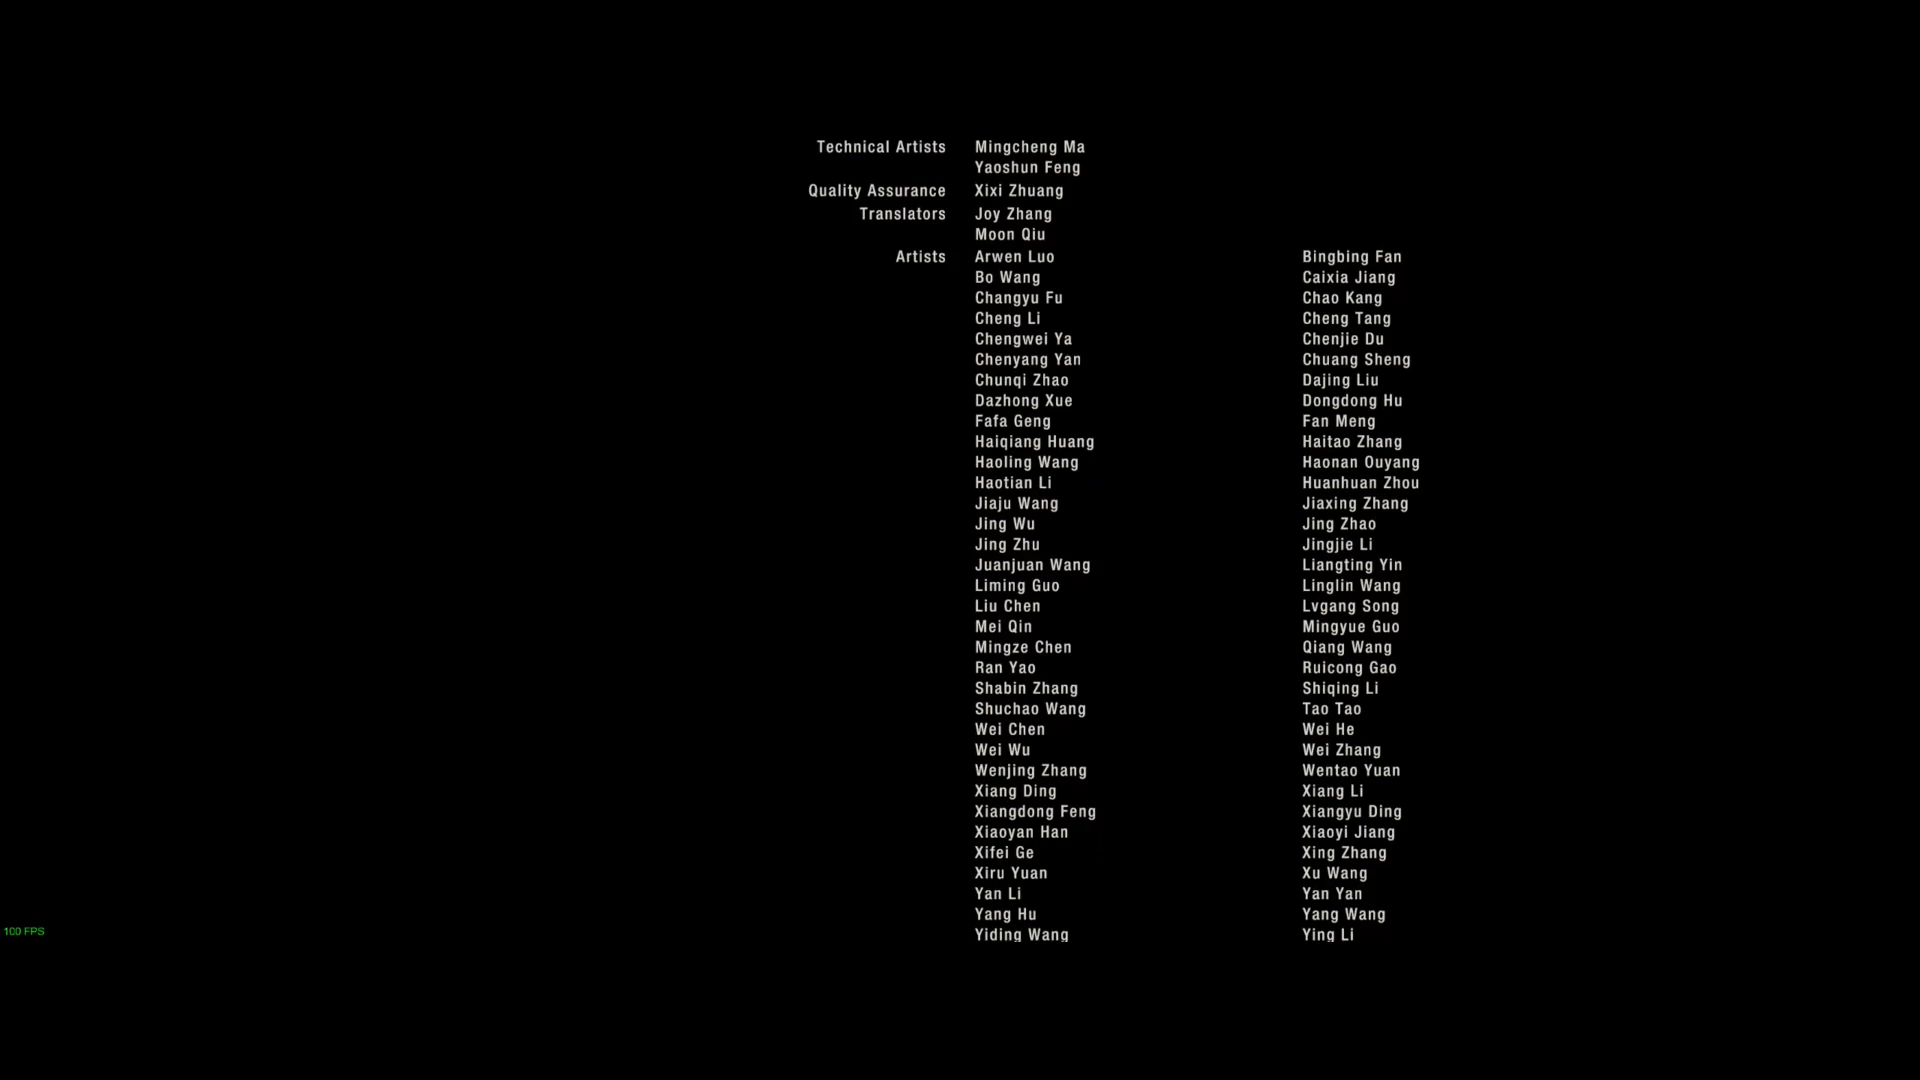 Technical Artists Mingcheng Ma
Yaoshun Feng
Quality Assurance Xixi Zhuang
Translators Joy Zhang
Moon Qiu
Artists Arwen Luo Bingbing Fan
Bo Wang Caixia Jiang
Changyu Fu Chao Kang
Cheng Li Cheng Tang
Chengwei Ya Chenjie Du
Chenyang Yan Chuang Sheng
Chunqi Zhao Dajing Liu
Dazhong Xue Dongdong Hu
Fafa Geng Fan Meng
Haiqiang Huang Haitao Zhang
Haoling Wang Haonan Ouyang
Haotian Li Huanhuan Zhou
Jiaju Wang Jiaxing Zhang
Jing Wu Jing Zhao
Jing Zhu Jingjie Li
Juanjuan Wang Liangting Yin
Liming Guo Linglin Wang
Liu Chen Lvgang Song
Mei Qin Mingyue Guo
Mingze Chen Qiang Wang
Ran Yao Ruicong Gao
Shabin Zhang Shiqing Li
Shuchao Wang Tao Tao
Wei Chen Wei He
Wei Wu Wei Zhang
Wenjing Zhang Wentao Yuan
Xiang Ding Xiang Li
Xiangdong Feng Xiangyu Ding
Xiaoyan Han Xiaoyi Jiang
Xifei Ge Xing Zhang
Xiru Yuan Xu Wang
Yan Li Yan Yan
Yang Hu Yang Wang
Yiding Wang Ying Li
100 FPS